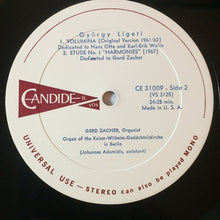 György Ligeti
1. VOLUMINA (Original Version 1961/62)
Dedicated to Hans Otte and Karl-Erik Welin
2. ETUDE No. 1 "HARMONIES" (1967)
Dedicated to Gerd Zacher
CANDIDE
VOX
CE 31009 - Side 2
(VS 3125)
24:25 min.
Made in U. S. A.
GERD ZACHER, Organist
Organ of the Kaiser-Wilhelm-Gedächtniskirche
in Berlin
(Johannes Adamidis, assistant)
UNIVERSAL USE — STEREO can also be played MONO